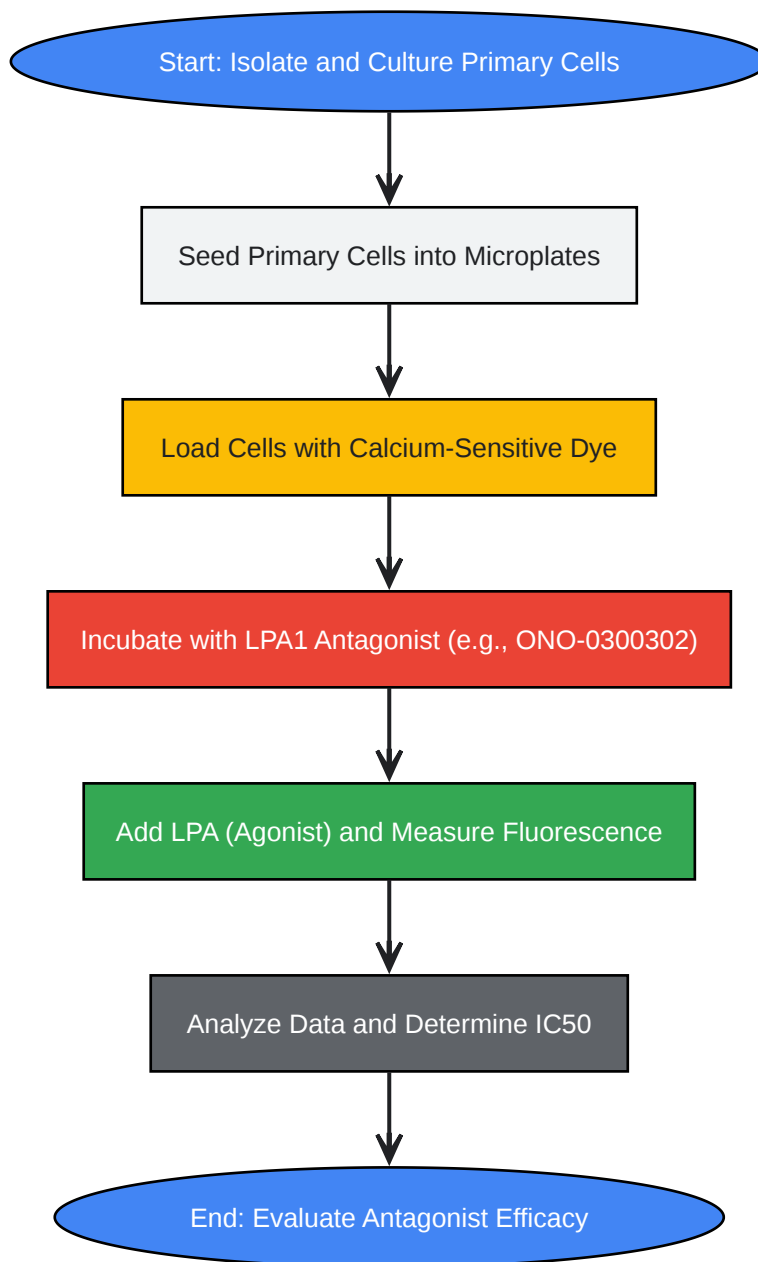 Start: Isolate and Culture Primary Cells
Seed Primary Cells into Microplates
Load Cells with Calcium-Sensitive Dye
Incubate with LPA1 Antagonist (e.g., ONO-0300302)
Add LPA (Agonist) and Measure Fluorescence
Analyze Data and Determine IC50
End: Evaluate Antagonist Efficacy